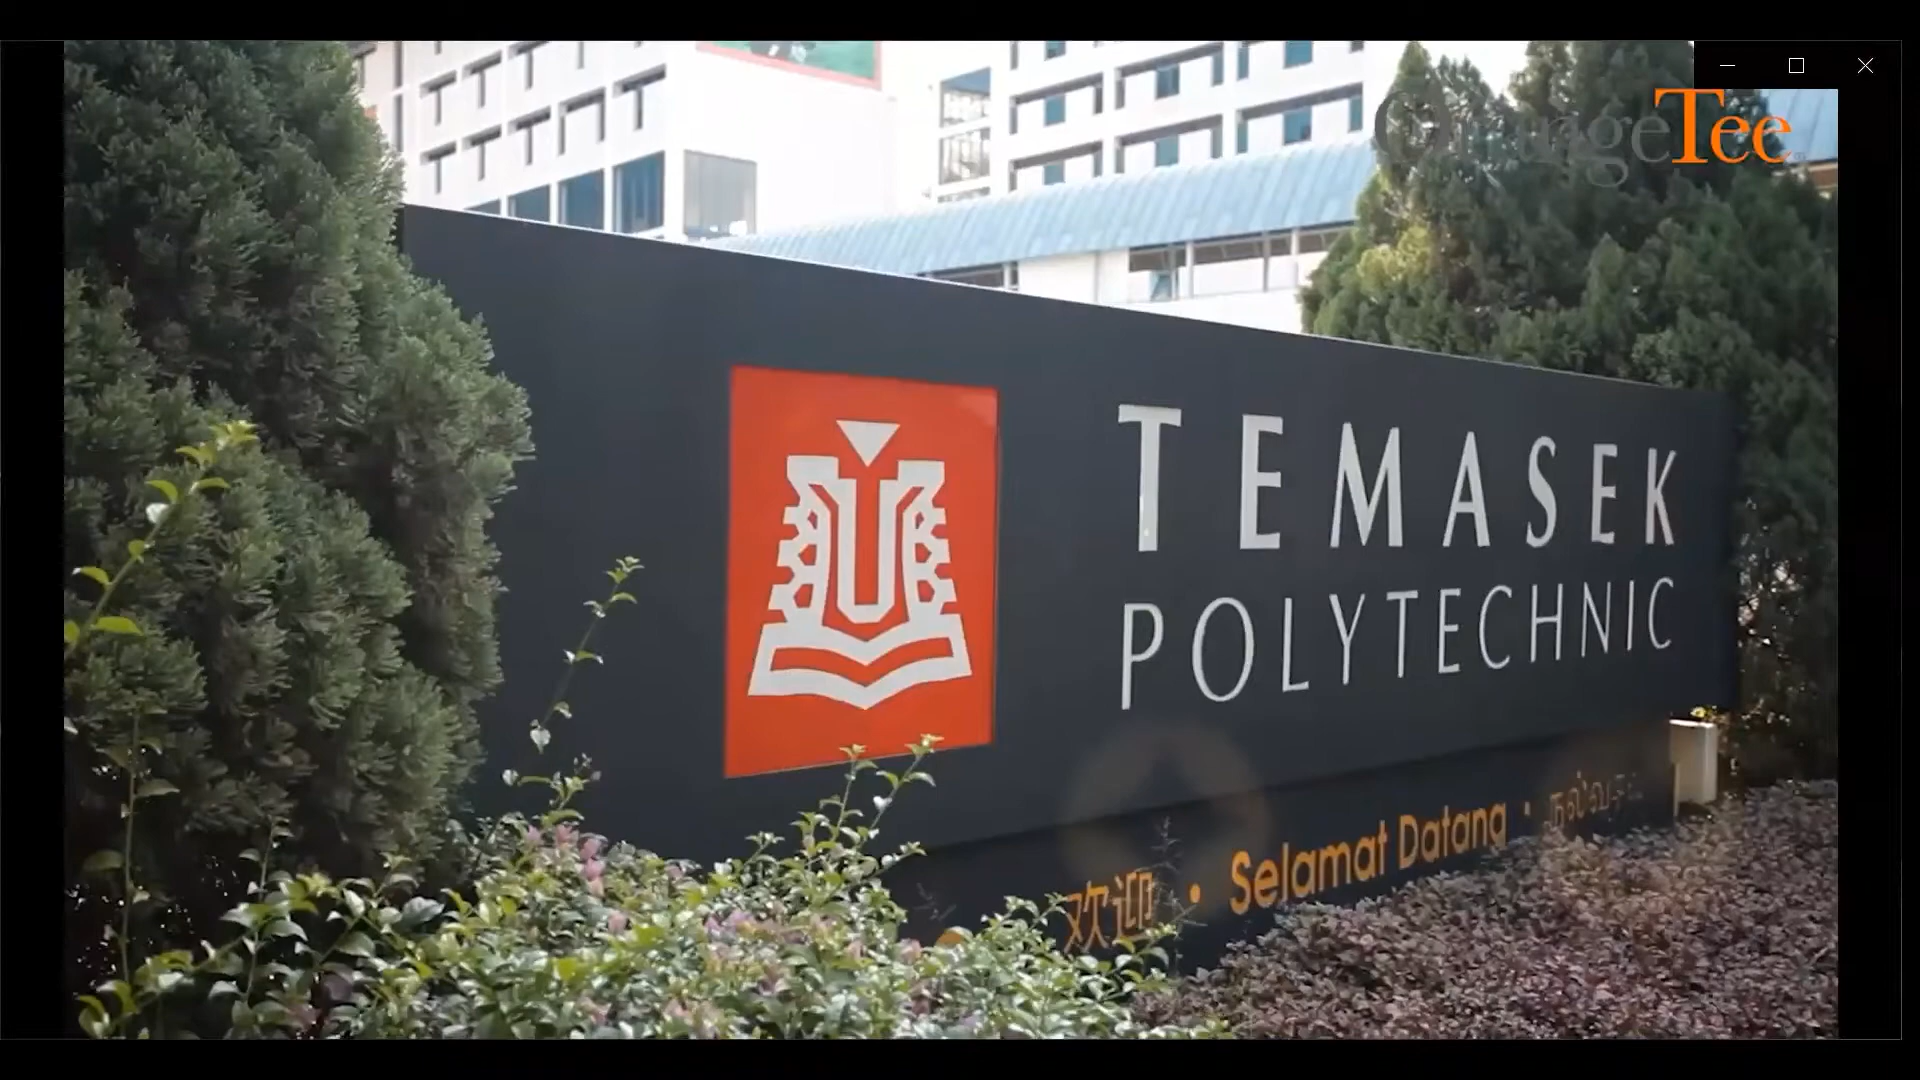 OrangeTee
TEMASEK
POLYTECHNIC
欢迎 • Selamat Datang •